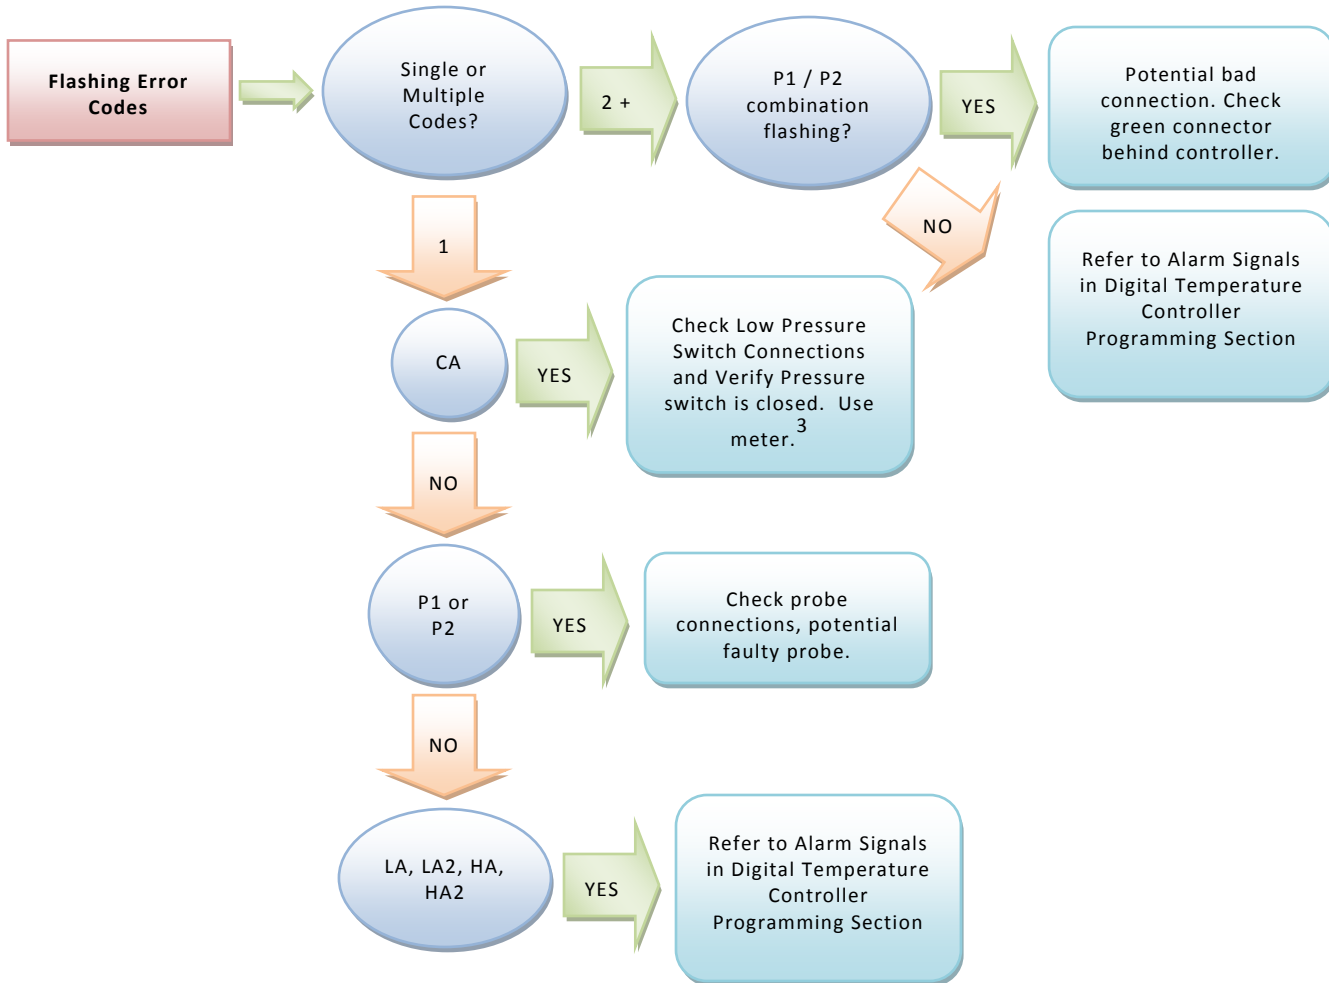 Flashing Error
Codes
Single or
Multiple
Codes?
2 +
P1 / P2
combination
flashing?
YES
Potential bad
connection. Check
green connector
behind controller.
NO
Refer to Alarm Signals
in Digital Temperature
Controller
Programming Section
1
CA
YES
Check Low Pressure
Switch Connections
and Verify Pressure
switch is closed. Use
meter.3
NO
P1 or
P2
YES
Check probe
connections, potential
faulty probe.
NO
LA, LA2, HA,
HA2
YES
Refer to Alarm Signals
in Digital Temperature
Controller
Programming Section